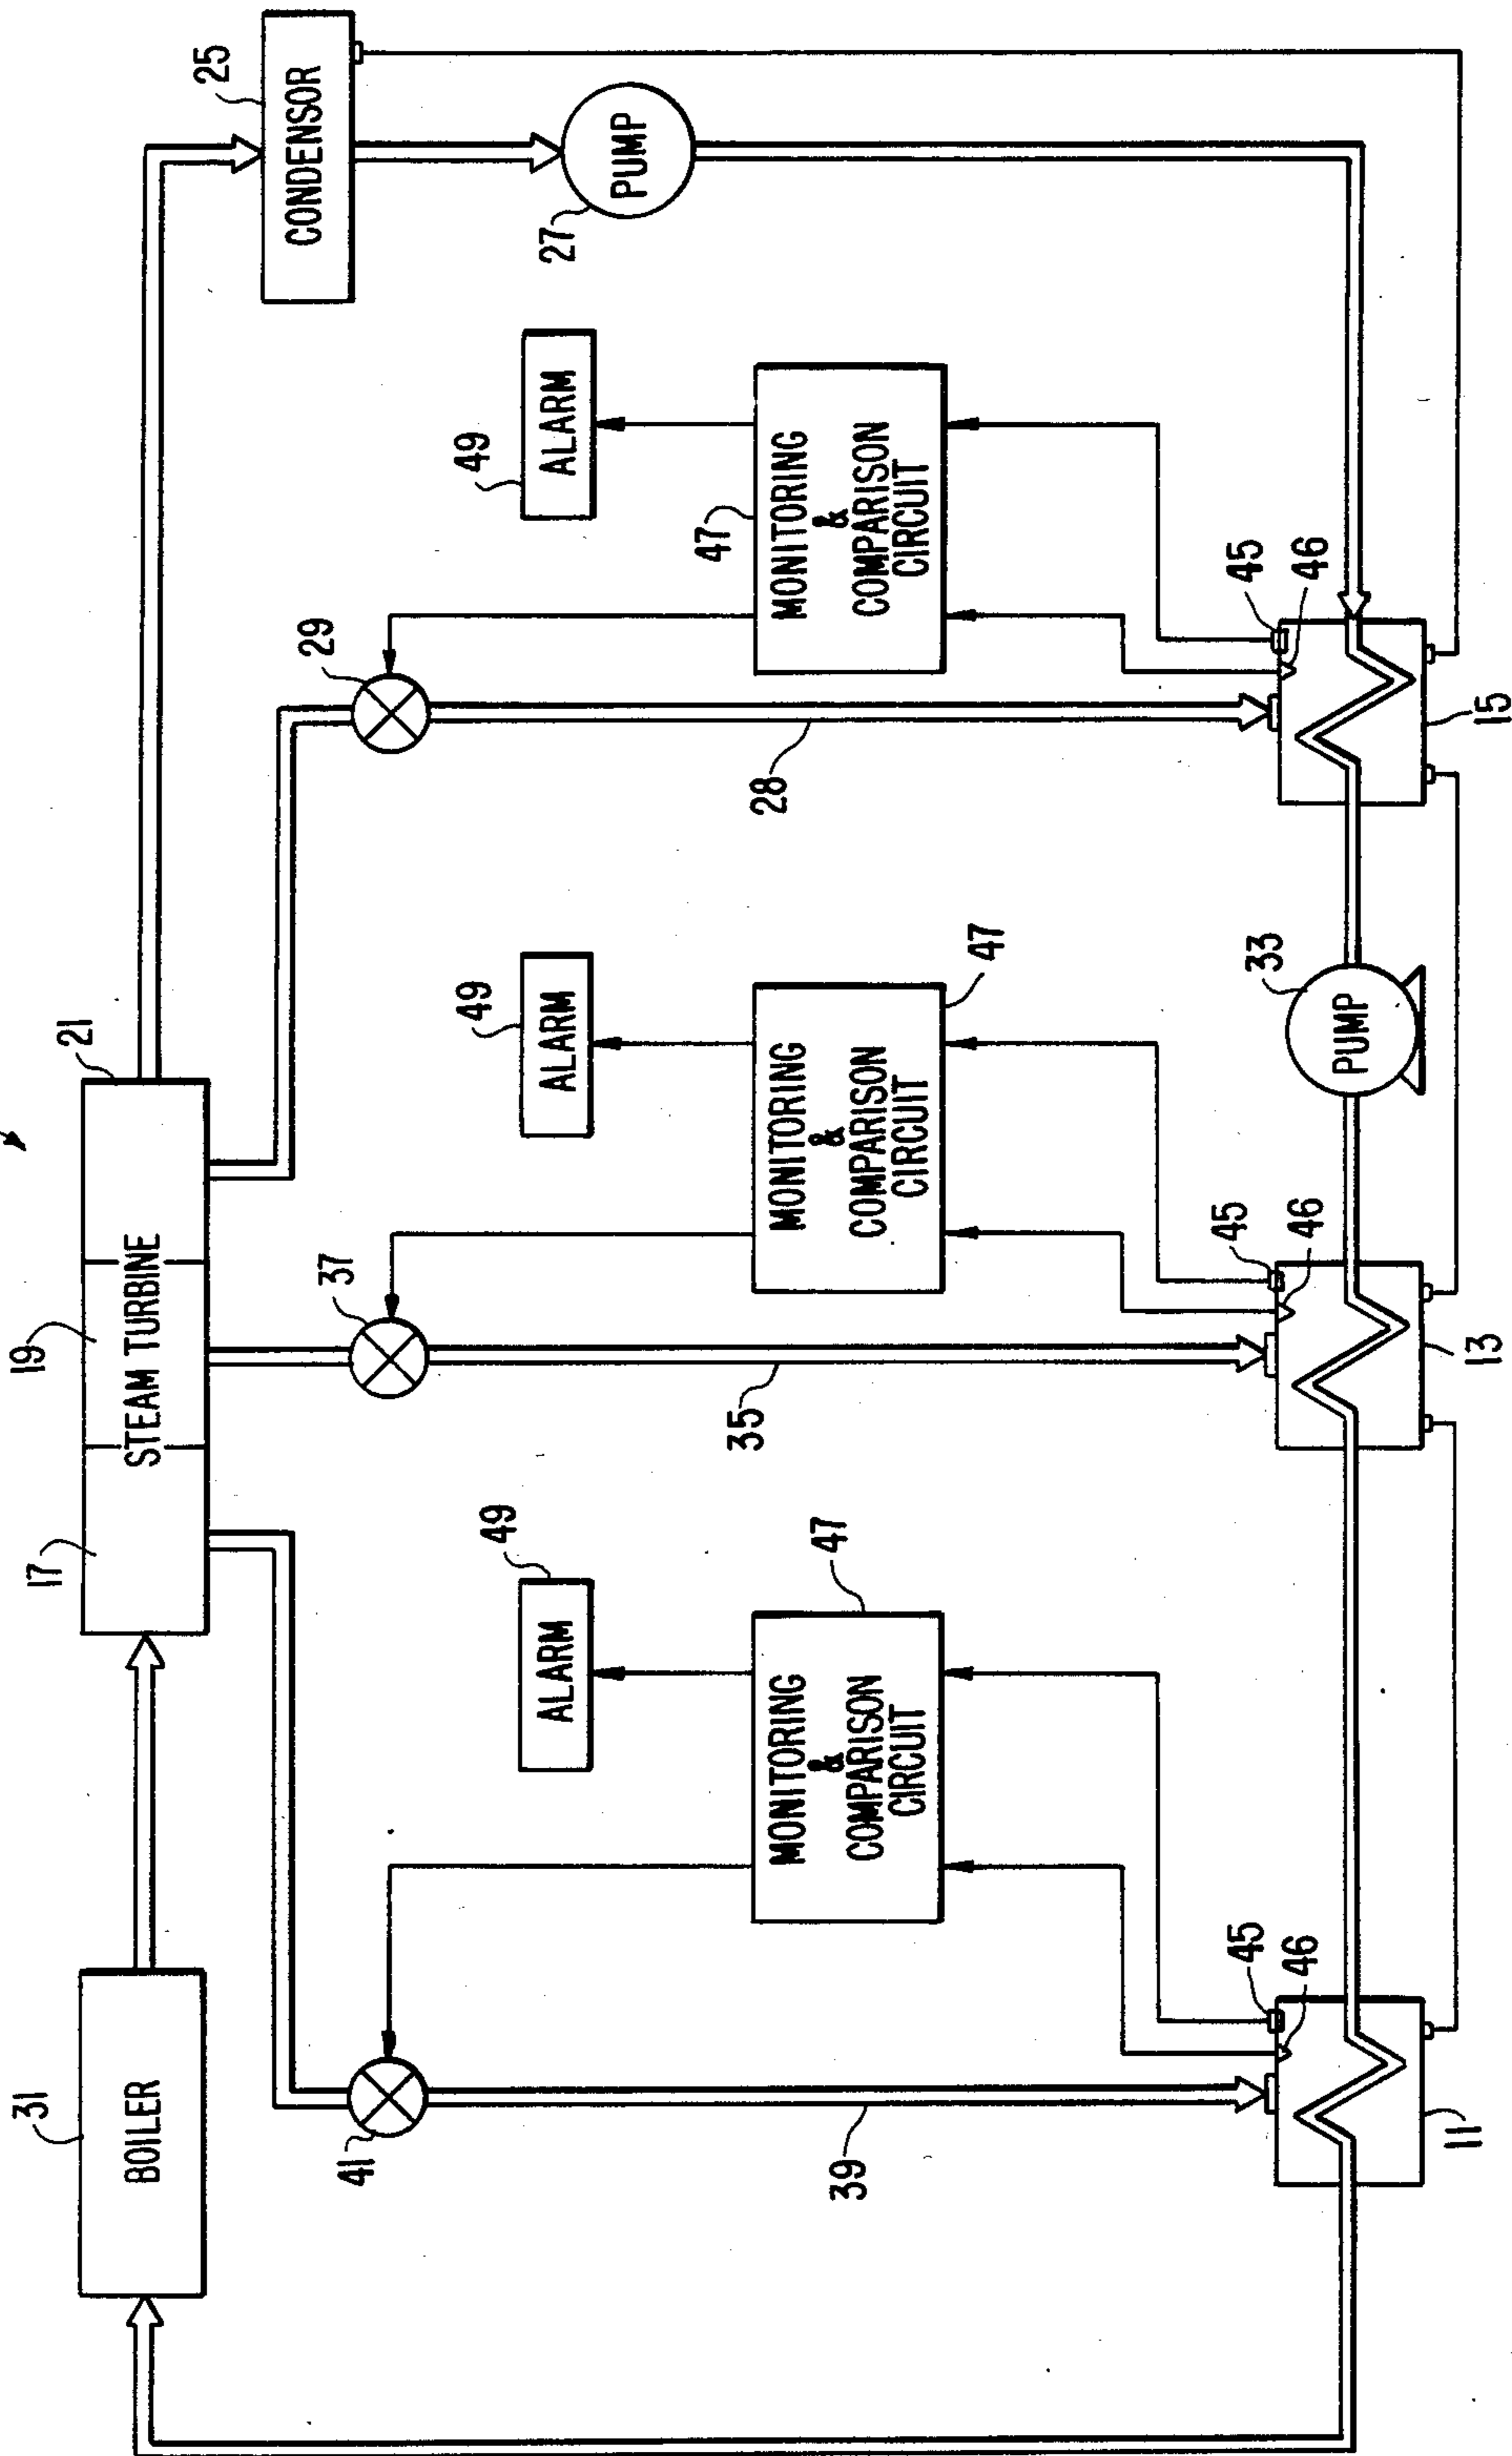 31
BOILER
17
19
21
STEAM TURBINE
25
CONDENSOR
41
37
29
27
PUMP
49
ALARM
49
ALARM
49
ALARM
39
35
28
47
MONITORING
&
COMPARISON
CIRCUIT
47
MONITORING
&
COMPARISON
CIRCUIT
47
MONITORING
&
COMPARISON
CIRCUIT
45
46
45
46
45
46
33
PUMP
11
13
15